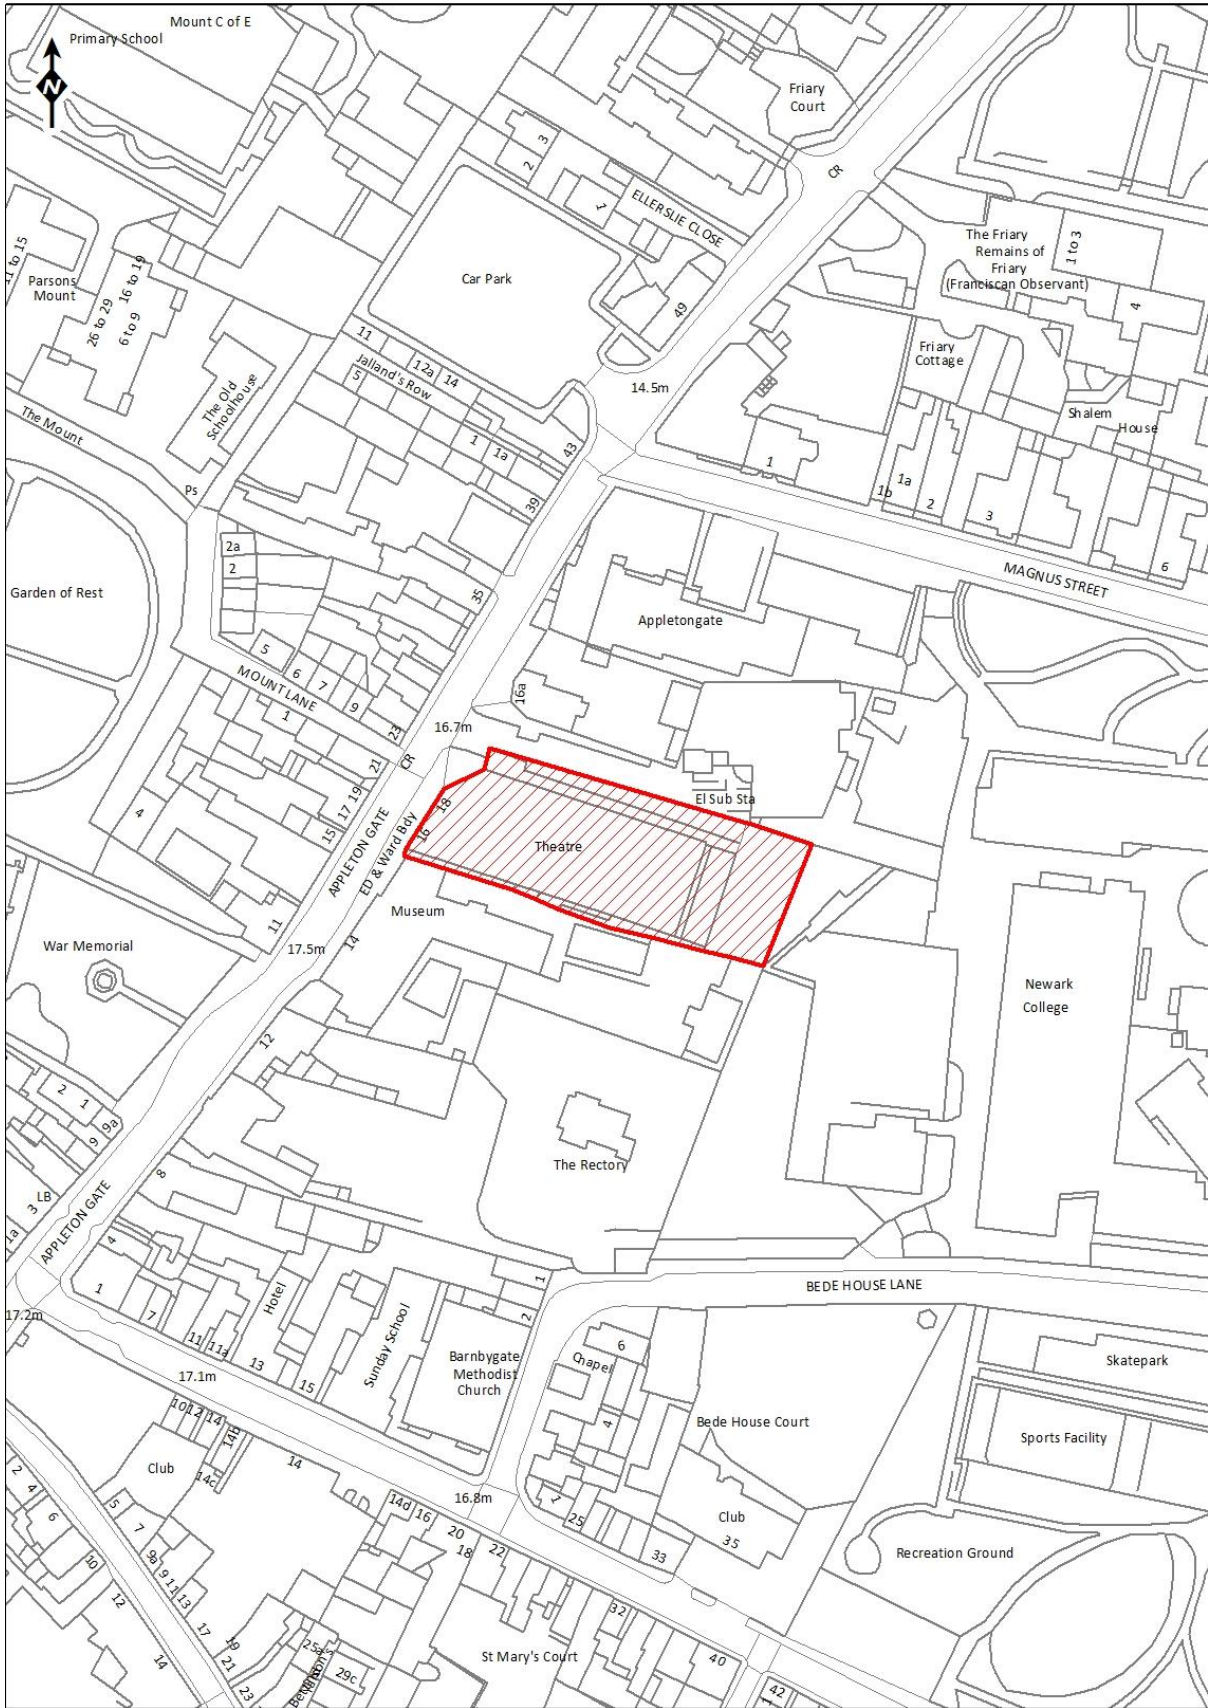 Mount C of E
Primary School
N
Friary
Court
CR
3
2
1
ELLERSLIE CLOSE
The Friary
Remains of
Friary
(Franciscan Observant)
1 to 3
4
11 to 15
Parsons
Mount
16 to 19
26 to 29
6 to 9
Car Park
49
Friary
Cottage
11
12a
14
Jalland's Row
5
The Old
Schoolhouse
14.5m
Shalem
House
The Mount
1
1a
43
39
1
1a
1b
2
3
6
Ps
MAGNUS STREET
2a
2
Garden of Rest
35
Appletongate
5
6
7
9
MOUNT LANE
1
23
16a
16.7m
21
CR
19
17
15
4
El Sub Sta
18
16
Theatre
APPLETON GATE
ED & Ward Bdy
Museum
11
14
War Memorial
17.5m
Newark
College
12
2
1
9a
9
The Rectory
8
LB
3
1a
APPLETON GATE
4
1
7
11
11a
Hotel
13
15
Sunday School
1
2
BEDE HOUSE LANE
17.2m
17.1m
Barnbygate
Methodist
Church
6
Chapel
4
Skatepark
Bede House Court
Sports Facility
10
12
14
14b
14c
14
Club
2
4
6
5
7
9a
9
11
13
10
12
14
17
19
21
23
25a
29c
16.8m
14d
16
20
18
22
1
25
33
Club
35
Recreation Ground
32
40
42
St Mary's Court